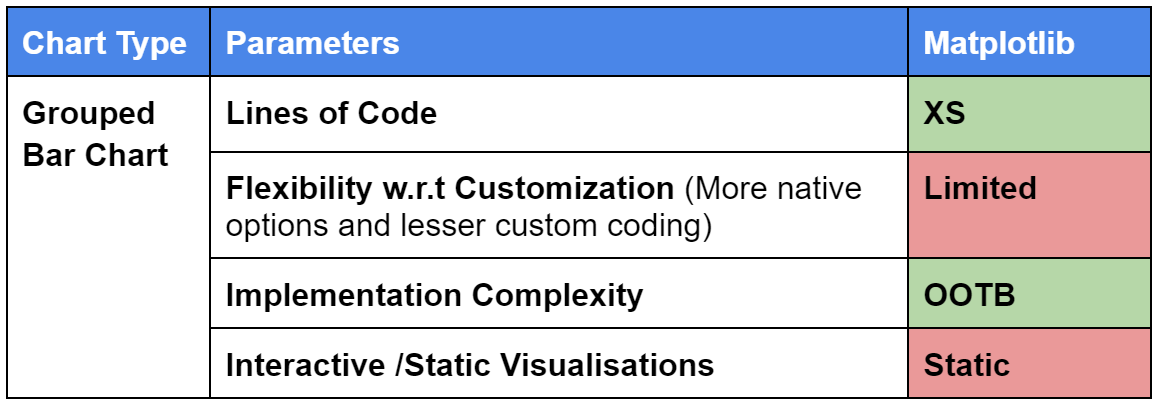 Chart Type Parameters Matplotlib
Grouped Lines of Code XS
Bar Chart
Flexibility w.r.t Customization (More native Limited
options and lesser custom coding)
Implementation Complexity OOTB
Interactive /Static Visualisations Static